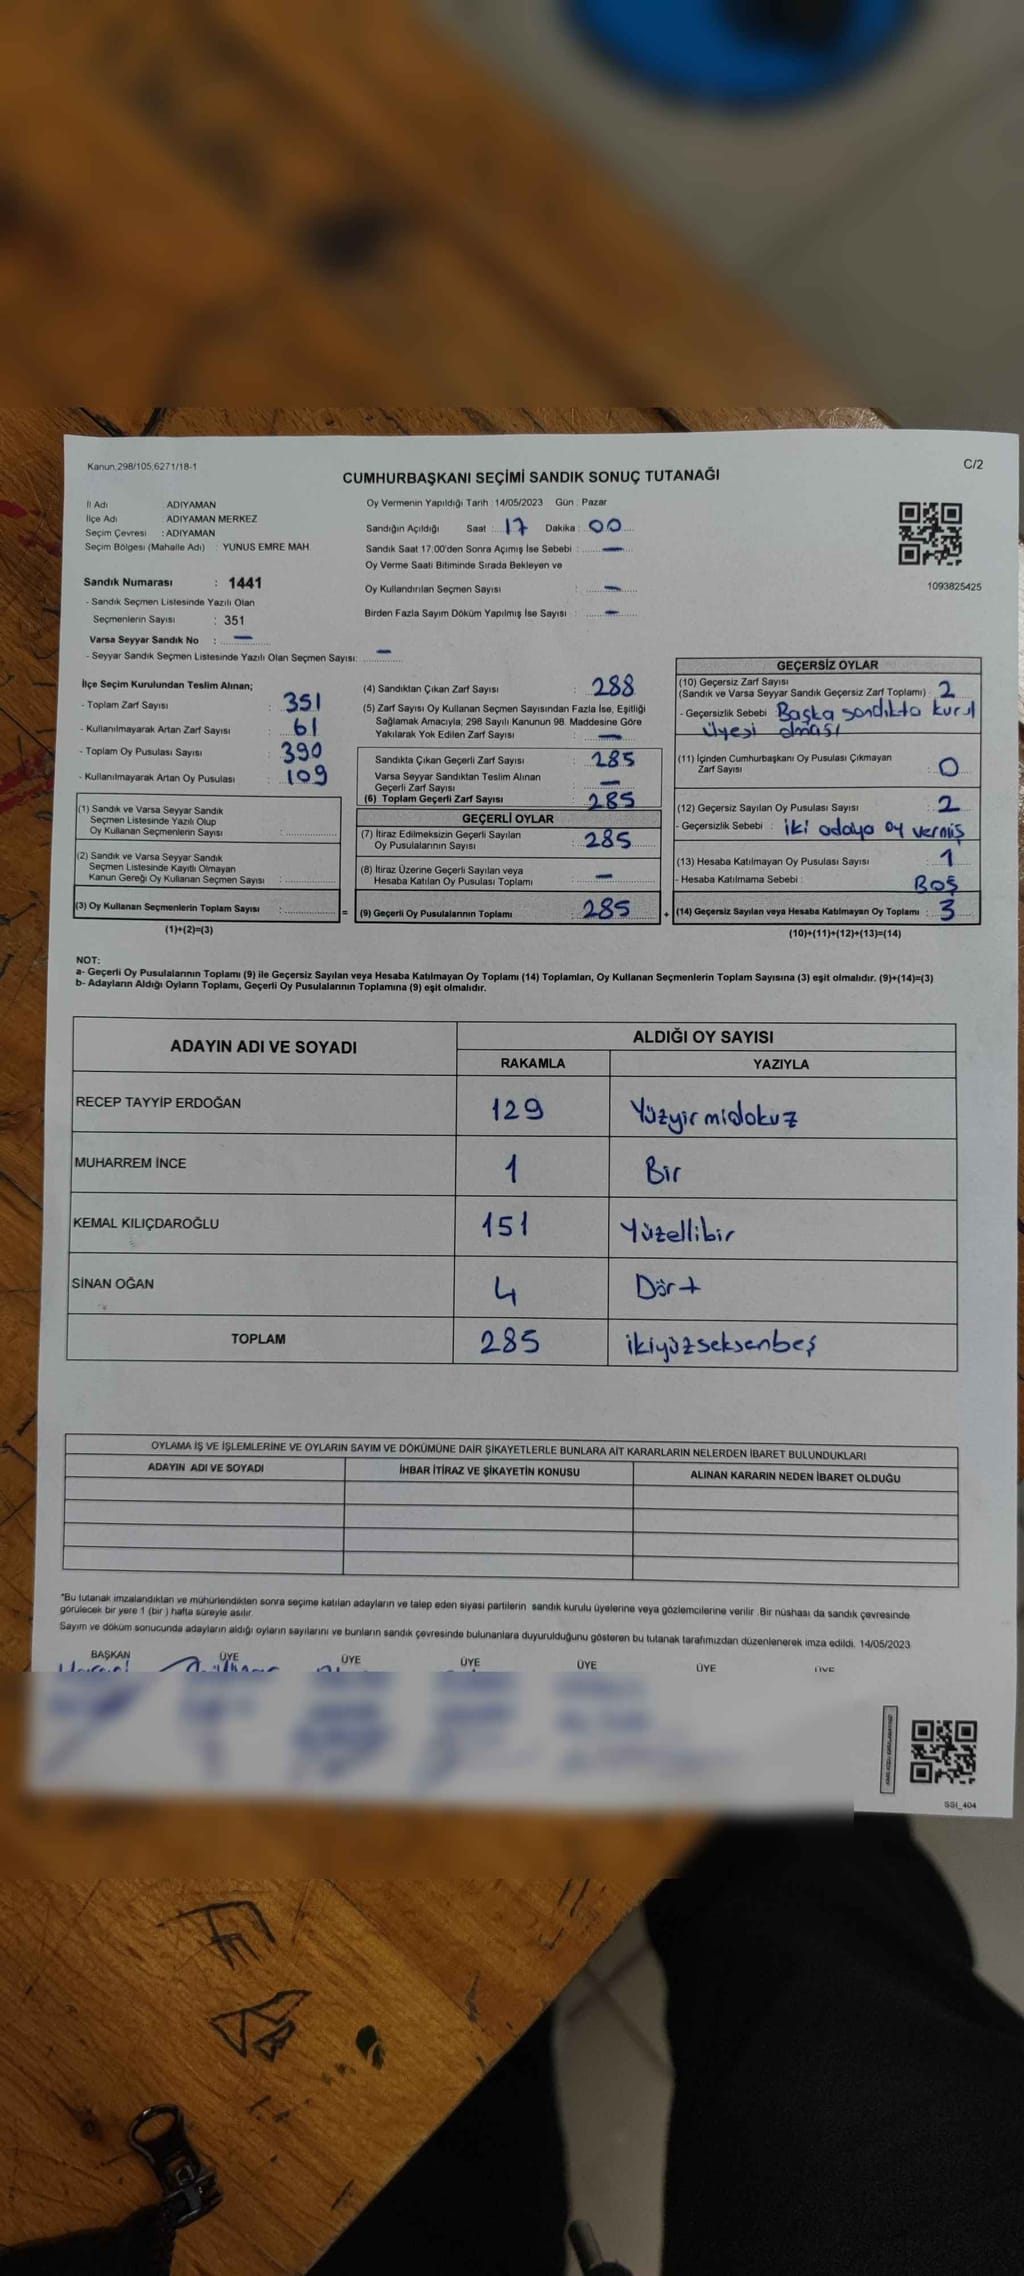 Kanun,298/105,6271/18-1
C/2
CUMHURBAŞKANI SEÇİMİ SANDIK SONUÇ TUTANAĞI
İl Adı : ADIYAMAN
İlçe Adı : ADIYAMAN MERKEZ
Seçim Çevresi : ADIYAMAN
Seçim Bölgesi (Mahalle Adı) : YUNUS EMRE MAH.
Oy Vermenin Yapıldığı Tarih : 14/05/2023 Gün : Pazar
Sandığın Açıldığı Saat : 17 Dakika : 00
Sandık Saat 17:00'den Sonra Açılmış İse Sebebi : —
Oy Verme Saati Bitiminde Sırada Bekleyen ve
Oy Kullandırılan Seçmen Sayısı : —
Birden Fazla Sayım Döküm Yapılmış İse Sayısı : —
1093825425
Sandık Numarası : 1441
- Sandık Seçmen Listesinde Yazılı Olan
Seçmenlerin Sayısı : 351
Varsa Seyyar Sandık No : —
- Seyyar Sandık Seçmen Listesinde Yazılı Olan Seçmen Sayısı: —
İlçe Seçim Kurulundan Teslim Alınan;
- Toplam Zarf Sayısı : 351
- Kullanılmayarak Artan Zarf Sayısı : 61
- Toplam Oy Pusulası Sayısı : 390
- Kullanılmayarak Artan Oy Pusulası : 109
(1) Sandık ve Varsa Seyyar Sandık
Seçmen Listesinde Yazılı Olup
Oy Kullanan Seçmenlerin Sayısı :
(2) Sandık ve Varsa Seyyar Sandık
Seçmen Listesinde Kayıtlı Olmayan
Kanun Gereği Oy Kullanan Seçmen Sayısı :
(3) Oy Kullanan Seçmenlerin Toplam Sayısı : =
(1)+(2)=(3)
(4) Sandıktan Çıkan Zarf Sayısı : 288
(5) Zarf Sayısı Oy Kullanan Seçmen Sayısından Fazla İse, Eşitliği
Sağlamak Amacıyla; 298 Sayılı Kanunun 98. Maddesine Göre
Yakılarak Yok Edilen Zarf Sayısı : —
Sandıkta Çıkan Geçerli Zarf Sayısı : 285
Varsa Seyyar Sandıktan Teslim Alınan
Geçerli Zarf Sayısı : —
(6) Toplam Geçerli Zarf Sayısı : 285
GEÇERLİ OYLAR
(7) İtiraz Edilmeksizin Geçerli Sayılan
Oy Pusulalarının Sayısı : 285
(8) İtiraz Üzerine Geçerli Sayılan veya
Hesaba Katılan Oy Pusulası Toplamı : —
(9) Geçerli Oy Pusulalarının Toplamı : 285 +
GEÇERSİZ OYLAR
(10) Geçersiz Zarf Sayısı
(Sandık ve Varsa Seyyar Sandık Geçersiz Zarf Toplamı) : 2
- Geçersizlik Sebebi : Başka sandıkta kurul
üyesi olması
(11) İçinden Cumhurbaşkanı Oy Pusulası Çıkmayan
Zarf Sayısı : 0
(12) Geçersiz Sayılan Oy Pusulası Sayısı : 2
- Geçersizlik Sebebi : iki adaya oy vermiş
(13) Hesaba Katılmayan Oy Pusulası Sayısı : 1
- Hesaba Katılmama Sebebi : Boş
(14) Geçersiz Sayılan veya Hesaba Katılmayan Oy Toplamı : 3
(10)+(11)+(12)+(13)=(14)
NOT:
a- Geçerli Oy Pusulalarının Toplamı (9) ile Geçersiz Sayılan veya Hesaba Katılmayan Oy Toplamı (14) Toplamları, Oy Kullanan Seçmenlerin Toplam Sayısına (3) eşit olmalıdır. (9)+(14)=(3)
b- Adayların Aldığı Oyların Toplamı, Geçerli Oy Pusulalarının Toplamına (9) eşit olmalıdır.
ADAYIN ADI VE SOYADI
ALDIĞI OY SAYISI
RAKAMLA YAZIYLA
RECEP TAYYİP ERDOĞAN 129 Yüzyirmidokuz
MUHARREM İNCE 1 Bir
KEMAL KILIÇDAROĞLU 151 Yüzellibir
SİNAN OĞAN 4 Dört
TOPLAM 285 ikiyüzseksenbeş
OYLAMA İŞ VE İŞLEMLERİNE VE OYLARIN SAYIM VE DÖKÜMÜNE DAİR ŞİKAYETLERLE BUNLARA AİT KARARLARIN NELERDEN İBARET BULUNDUKLARI
ADAYIN ADI VE SOYADI İHBAR İTİRAZ VE ŞİKAYETİN KONUSU ALINAN KARARIN NEDEN İBARET OLDUĞU
*Bu tutanak imzalandıktan ve mühürlendikten sonra seçime katılan adayların ve talep eden siyasi partilerin sandık kurulu üyelerine veya gözlemcilerine verilir .Bir nüshası da sandık çevresinde
görülecek bir yere 1 (bir ) hafta süreyle asılır.
Sayım ve döküm sonucunda adayların aldığı oyların sayılarını ve bunların sandık çevresinde bulunanlara duyurulduğunu gösteren bu tutanak tarafımızdan düzenlenerek imza edildi. 14/05/2023
BAŞKAN ÜYE ÜYE ÜYE ÜYE ÜYE ÜYE
SSI_404